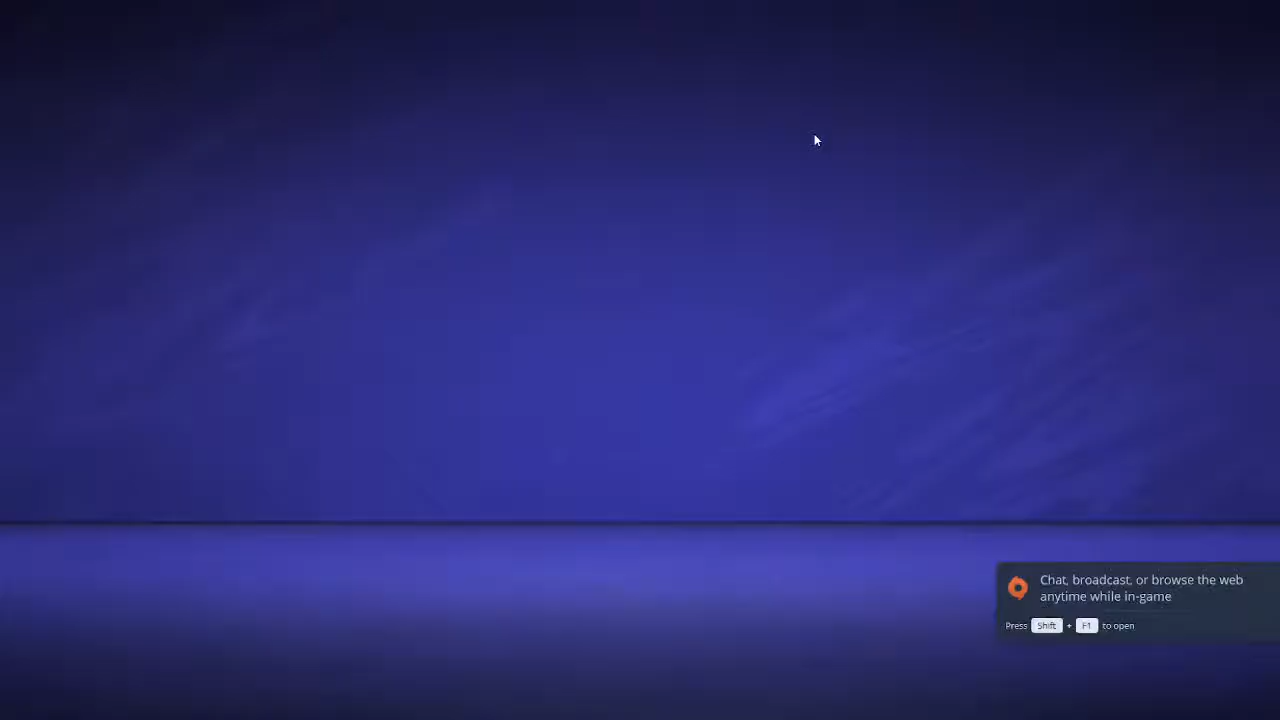 Chat, broadcast, or browse the web
anytime while in-game
Press Shift + F1 to open